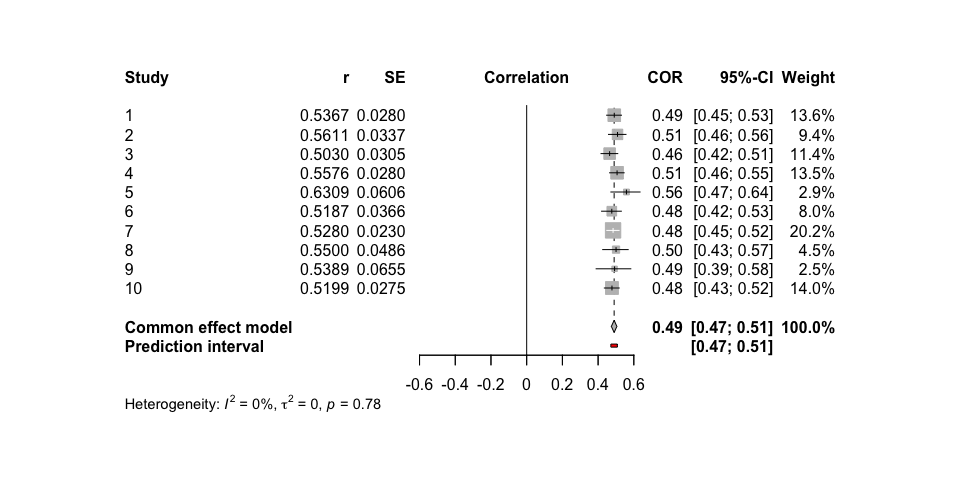 Study r SE Correlation COR 95%-CI Weight
1 0.5367 0.0280 0.49 [0.45; 0.53] 13.6%
2 0.5611 0.0337 0.51 [0.46; 0.56] 9.4%
3 0.5030 0.0305 0.46 [0.42; 0.51] 11.4%
4 0.5576 0.0280 0.51 [0.46; 0.55] 13.5%
5 0.6309 0.0606 0.56 [0.47; 0.64] 2.9%
6 0.5187 0.0366 0.48 [0.42; 0.53] 8.0%
7 0.5280 0.0230 0.48 [0.45; 0.52] 20.2%
8 0.5500 0.0486 0.50 [0.43; 0.57] 4.5%
9 0.5389 0.0655 0.49 [0.39; 0.58] 2.5%
10 0.5199 0.0275 0.48 [0.43; 0.52] 14.0%
Common effect model 0.49 [0.47; 0.51] 100.0%
Prediction interval [0.47; 0.51]
-0.6 -0.4 -0.2 0 0.2 0.4 0.6
Heterogeneity: I² = 0%, τ² = 0, p = 0.78